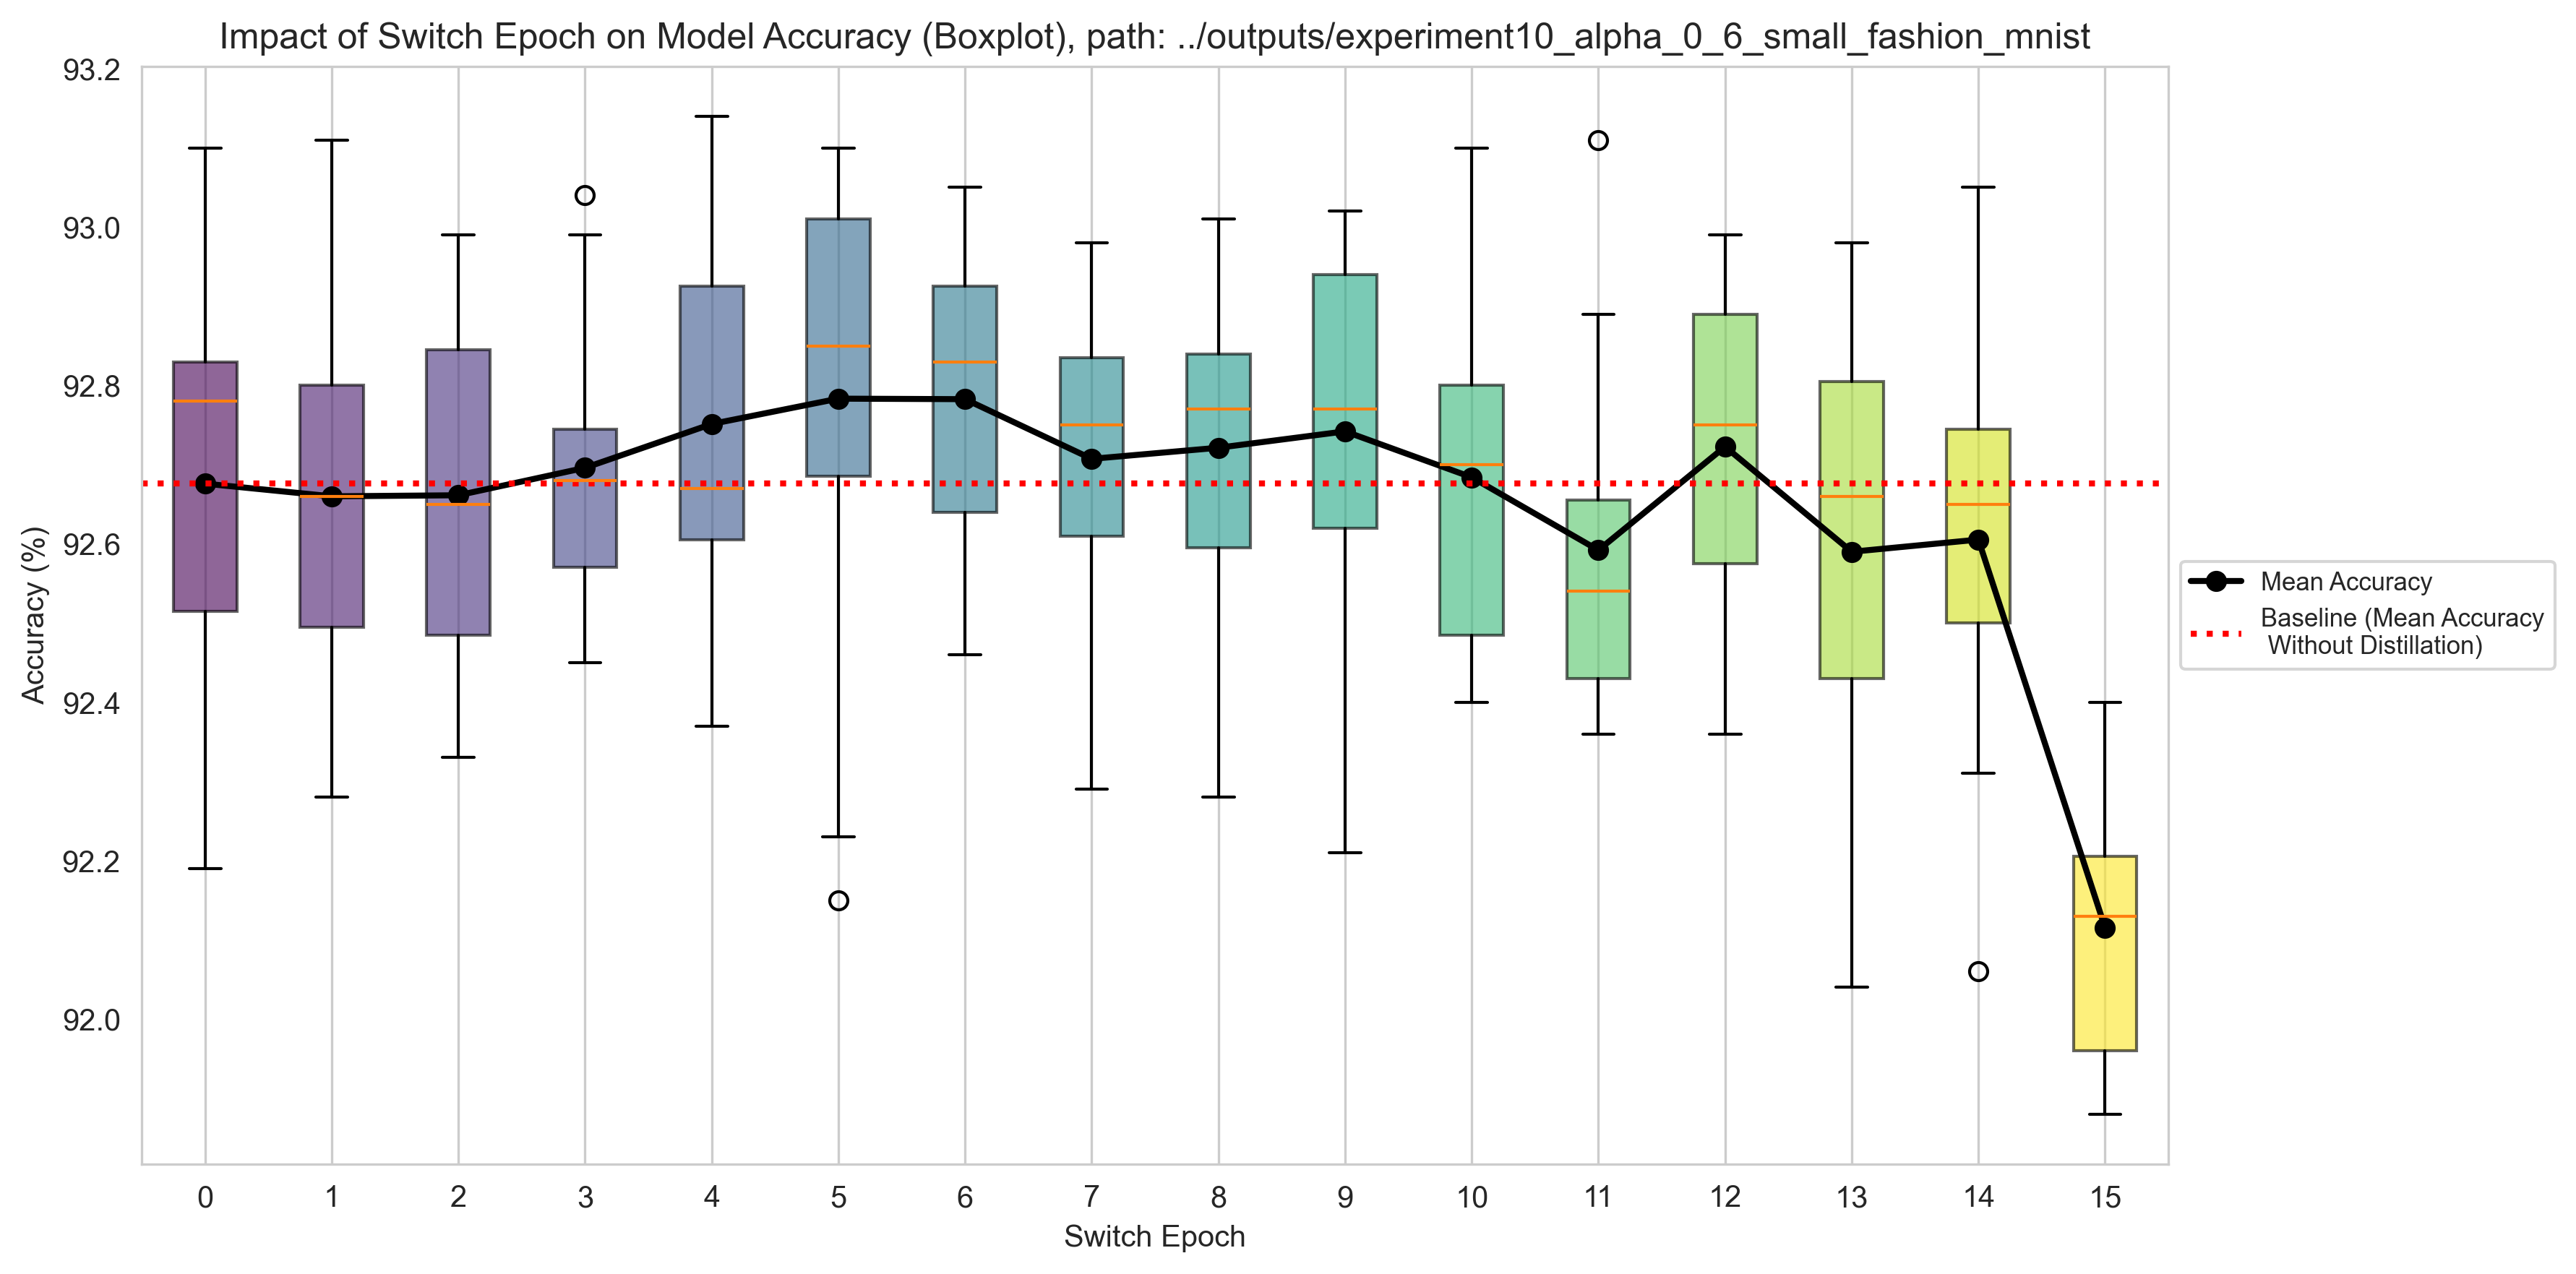 Impact of Switch Epoch on Model Accuracy (Boxplot), path: ../outputs/experiment10_alpha_0_6_small_fashion_mnist
93.2
93.0
92.8
92.6
92.4
92.2
92.0
Accuracy (%)
0 1 2 3 4 5 6 7 8 9 10 11 12 13 14 15
Switch Epoch
Mean Accuracy
Baseline (Mean Accuracy
Without Distillation)